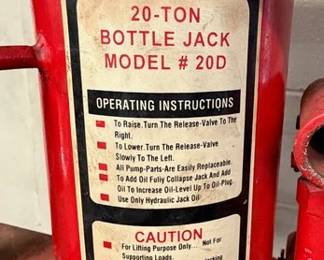 20-TON
BOTTLE JACK
MODEL # 20D
OPERATING INSTRUCTIONS
To Raise.Turn The Release-Valve To The
Right.
To Lower.Turn The Release-Valve
Slowly To The Left.
All Pump-Parts-Are Easily Replaceable.
To Add Oil Fully Collapse Jack And Add
Oil To Increase Oil-Level Up To Oil-Plug.
Use Only Hydraulic Jack Oil
CAUTION
For Lifting Purpose Only... Not For
Supporting Loads.